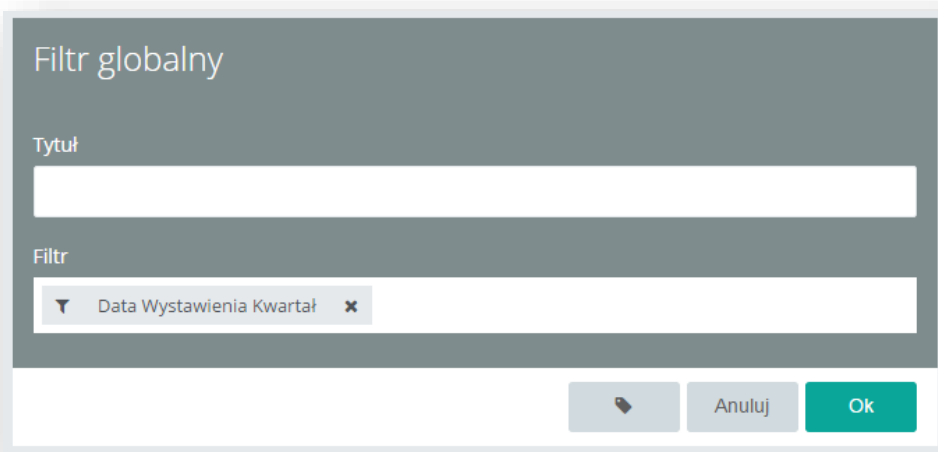 Filtr globalny
Tytuł
Filtr
Data Wystawienia Kwartał
Anuluj
Ok